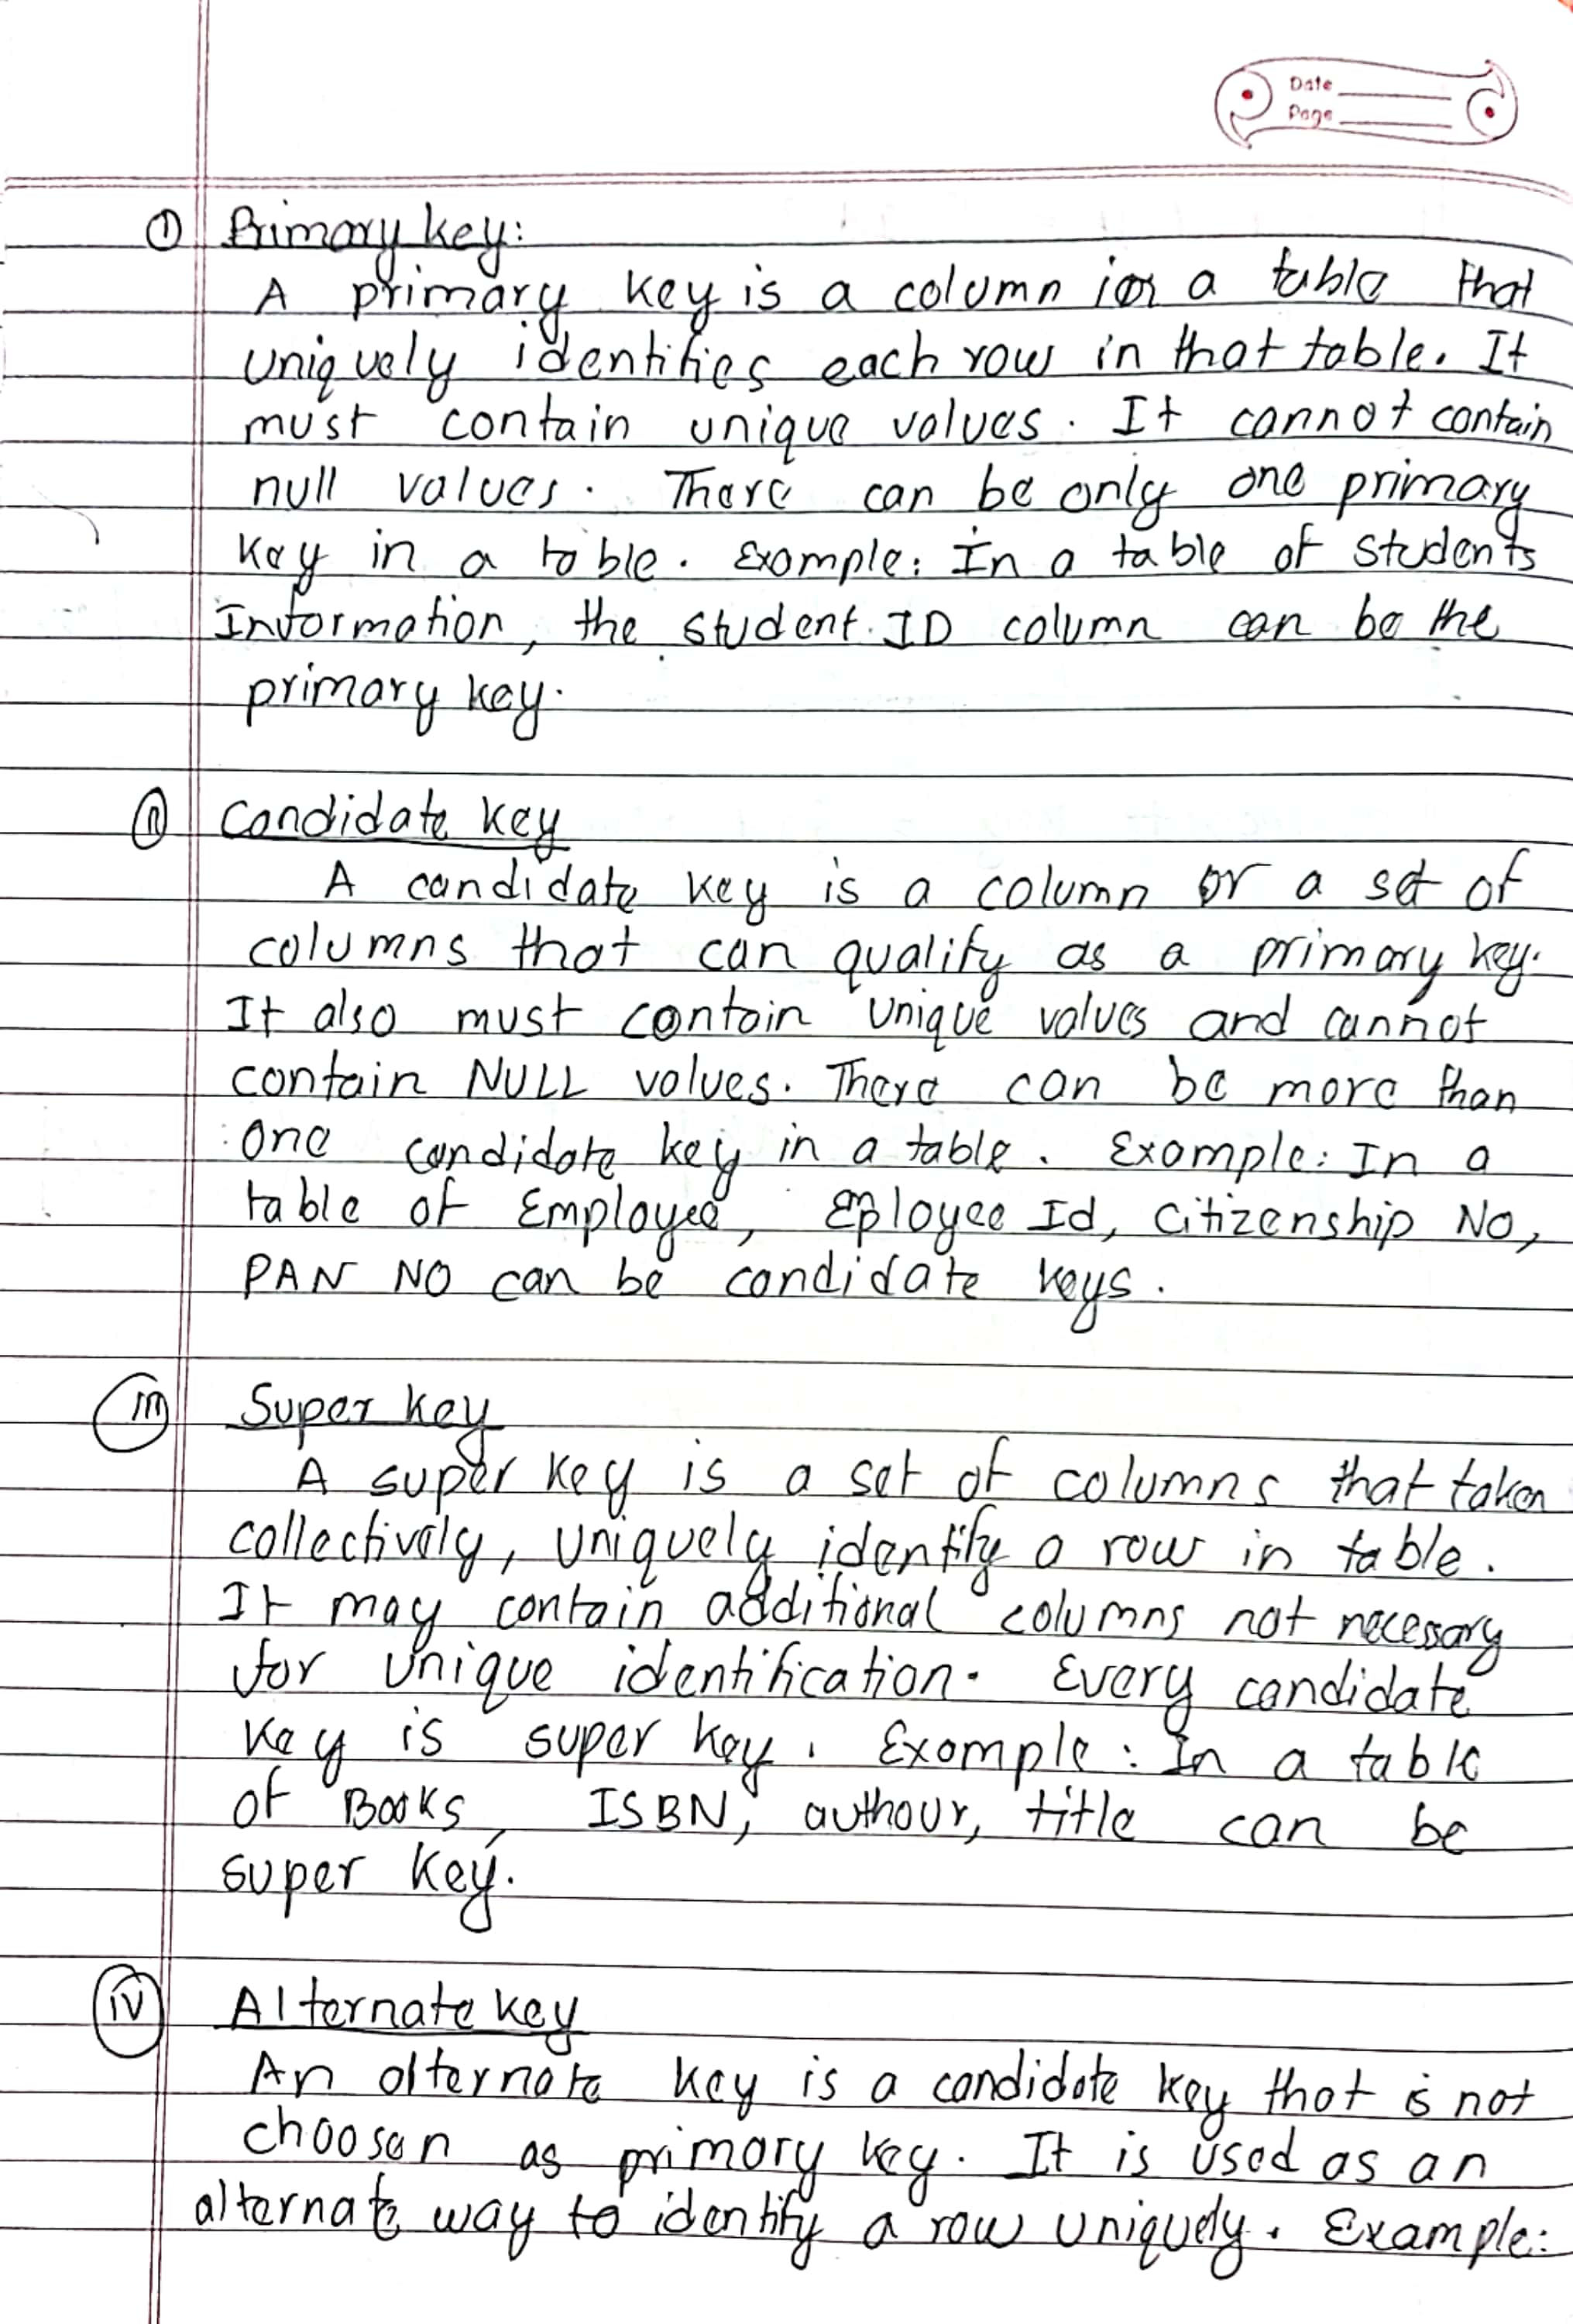 Date
Page
① Primary key:
A primary key is a column in a table that
uniquely identifies each row in that table. It
must contain unique values. It cannot contain
null values. There can be only one primary
key in a table. Example: In a table of students
Information, the student ID column can be the
primary key.
ⅱ Candidate key
A candidate key is a column or a set of
columns that can qualify as a primary key.
It also must contain unique values and cannot
contain NULL values. There can be more than
one candidate key in a table. Example: In a
table of Employee, Eployee Id, Citizenship No,
PAN NO can be candidate keys.
iii Super key
A super key is a set of columns that taken
collectively, uniquely identify a row in table.
It may contain additional columns not necessary
for unique identification. Every candidate
key is super key. Example: In a table
of Books, ISBN, authour, title can be
super key.
iv Alternate key
An alternate key is a candidate key that is not
choosen as primary key. It is used as an
alternate way to identify a row uniquely. Example: